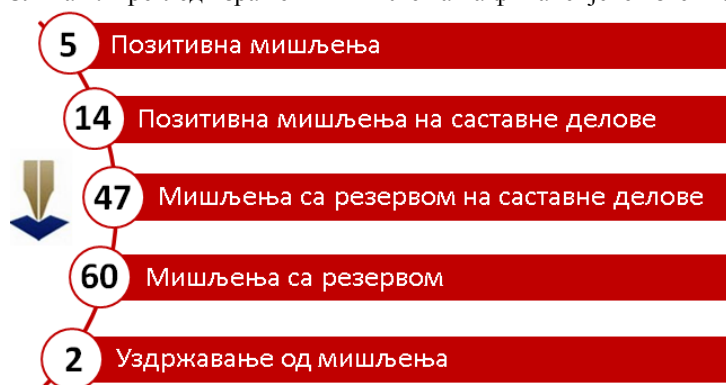 5 Позитивна мишљења
14 Позитивна мишљења на саставне делове
47 Мишљења са резервом на саставне делове
60 Мишљења са резервом
2 Уздржавање од мишљења